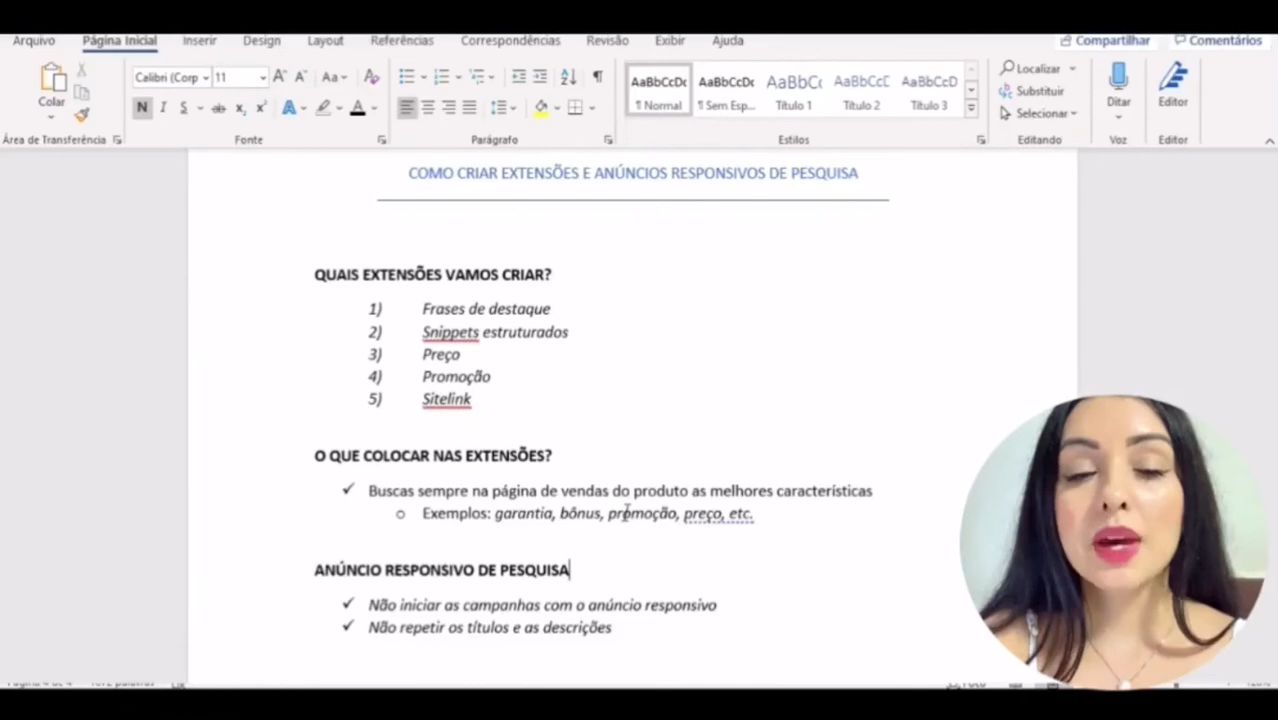 Arquivo Página Inicial Inserir Design Layout Referências Correspondências Revisão Exibir Ajuda Compartilhar Comentários
Calibri (Corp 11 Aa AaBbCcDc AaBbCcDc AaBbCc AaBbCcC AaBbCcD Localizar
Colar Substituir Ditar Editor
N I S ab x₂ x² A A ¶ Normal ¶ Sem Esp... Título 1 Título 2 Título 3 Selecionar
Área de Transferência Fonte Parágrafo Estilos Editando Voz Editor
COMO CRIAR EXTENSÕES E ANÚNCIOS RESPONSIVOS DE PESQUISA
QUAIS EXTENSÕES VAMOS CRIAR?
1) Frases de destaque
2) Snippets estruturados
3) Preço
4) Promoção
5) Sitelink
O QUE COLOCAR NAS EXTENSÕES?
✓ Buscas sempre na página de vendas do produto as melhores características
o Exemplos: garantia, bônus, promoção, preço, etc.
ANÚNCIO RESPONSIVO DE PESQUISA
✓ Não iniciar as campanhas com o anúncio responsivo
✓ Não repetir os títulos e as descrições